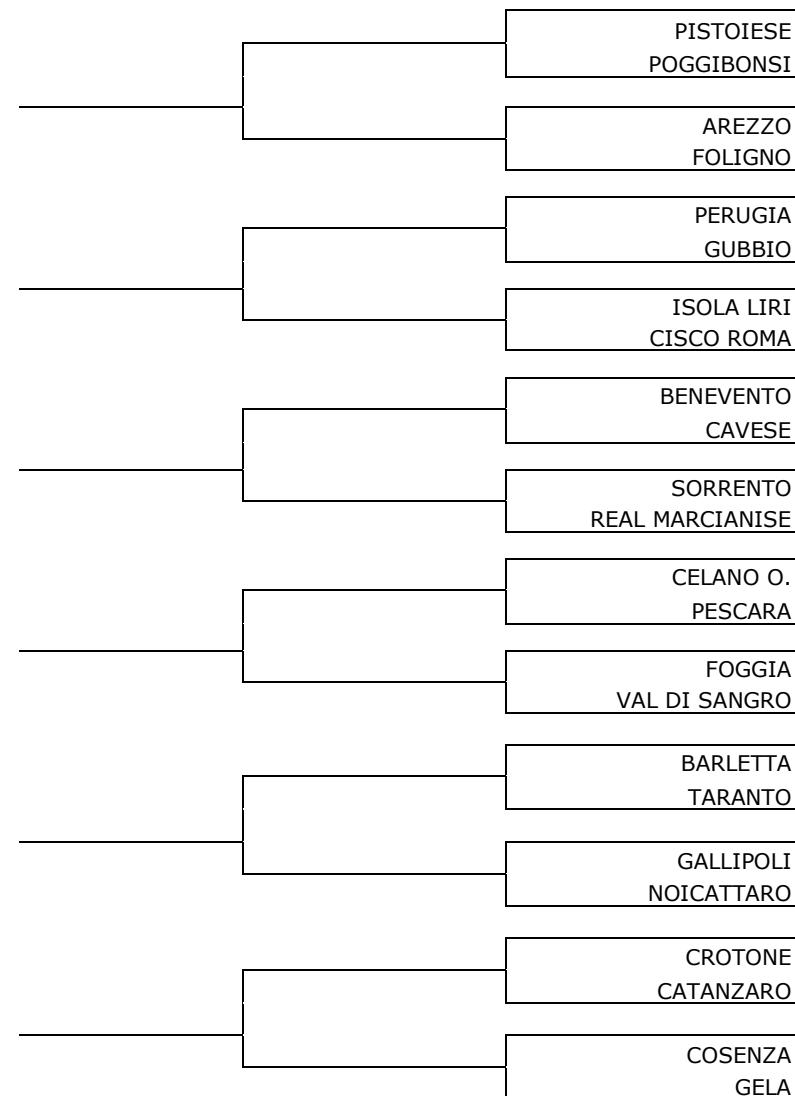 PISTOIESE
POGGIBONSI
AREZZO
FOLIGNO
PERUGIA
GUBBIO
ISOLA LIRI
CISCO ROMA
BENEVENTO
CAVESE
SORRENTO
REAL MARCIANISE
CELANO O.
PESCARA
FOGGIA
VAL DI SANGRO
BARLETTA
TARANTO
GALLIPOLI
NOICATTARO
CROTONE
CATANZARO
COSENZA
GELA